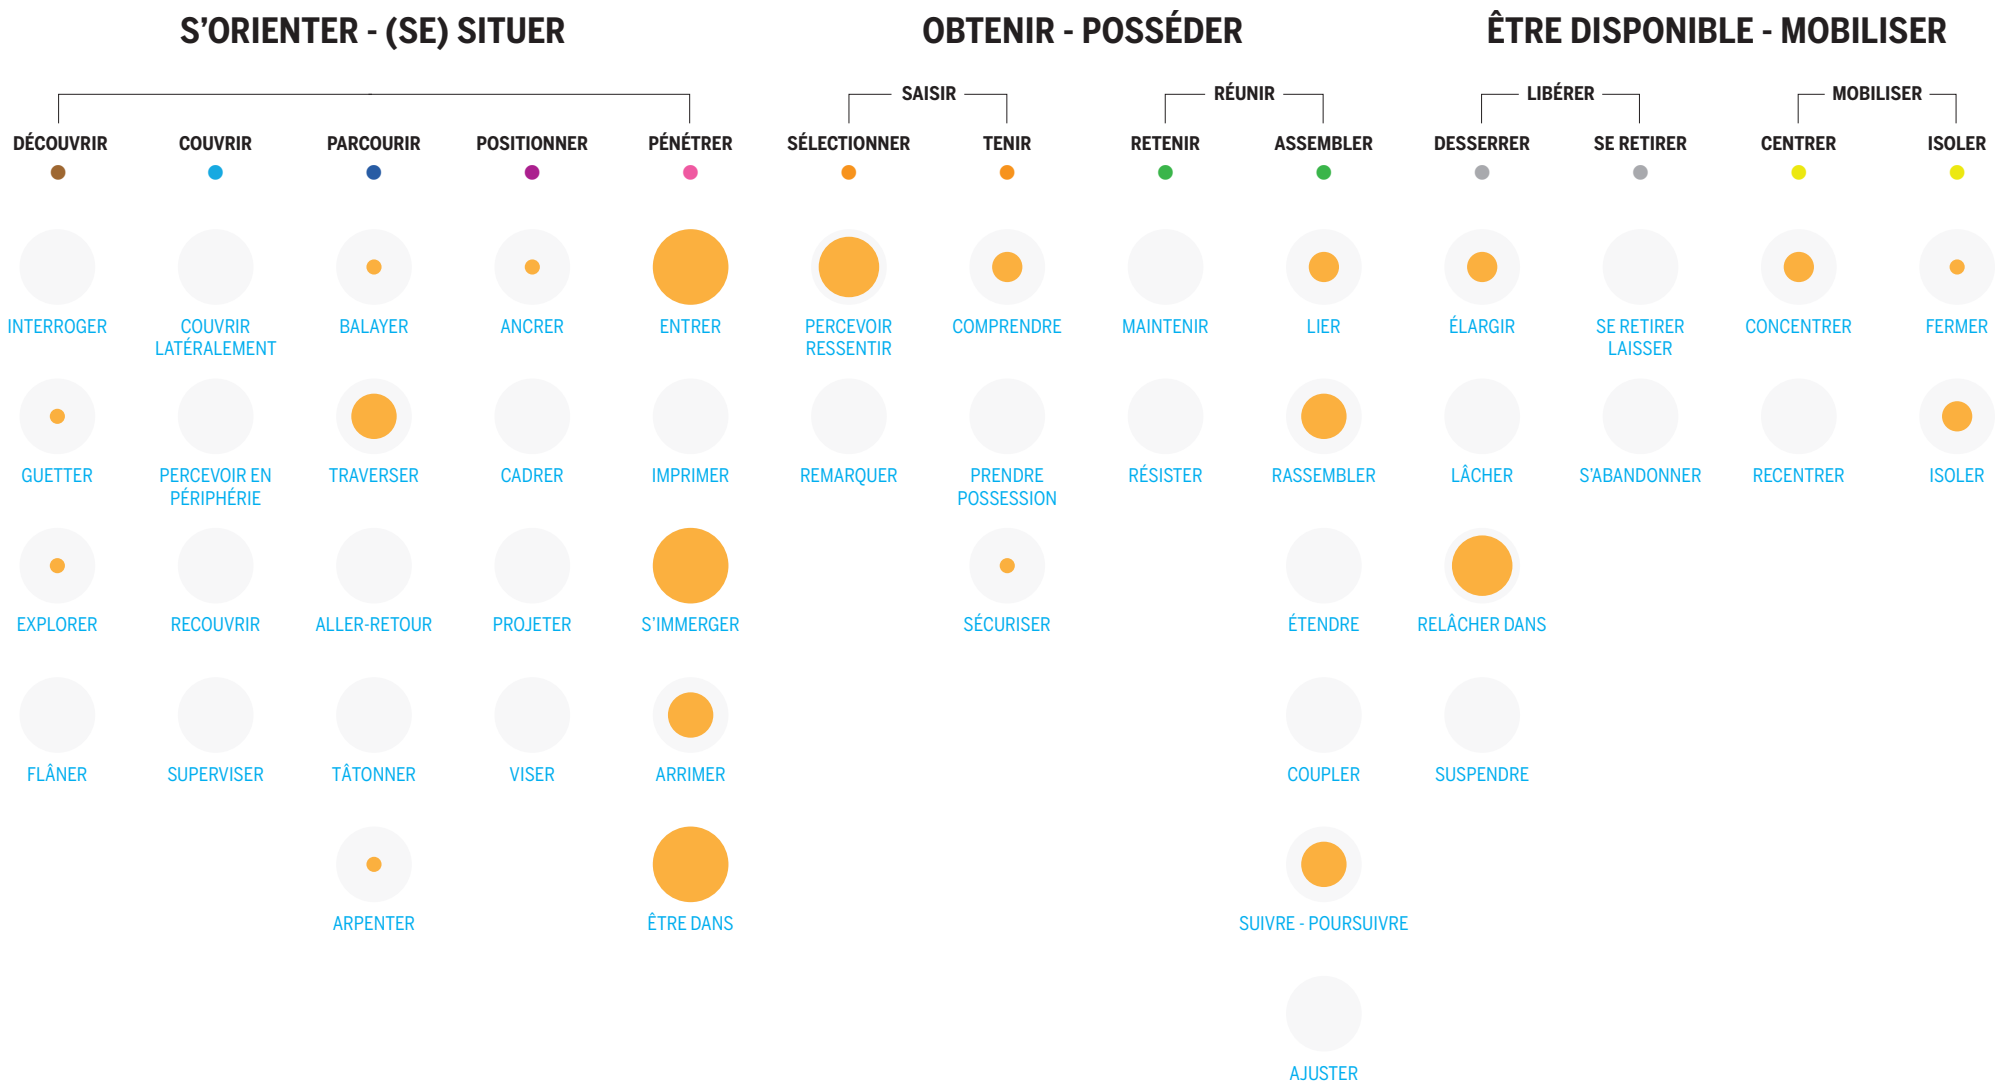 S’ORIENTER - (SE) SITUER
OBTENIR - POSSÉDER
ÊTRE DISPONIBLE - MOBILISER
SAISIR
RÉUNIR
LIBÉRER
MOBILISER
DÉCOUVRIR
COUVRIR
PARCOURIR
POSITIONNER
PÉNÉTRER
SÉLECTIONNER
TENIR
RETENIR
ASSEMBLER
DESSERRER
SE RETIRER
CENTRER
ISOLER
INTERROGER
COUVRIR
LATÉRALEMENT
BALAYER
ANCRER
ENTRER
PERCEVOIR
RESSENTIR
COMPRENDRE
MAINTENIR
LIER
ÉLARGIR
SE RETIRER
LAISSER
CONCENTRER
FERMER
GUETTER
PERCEVOIR EN
PÉRIPHÉRIE
TRAVERSER
CADRER
IMPRIMER
REMARQUER
PRENDRE
POSSESSION
RÉSISTER
RASSEMBLER
LÂCHER
S’ABANDONNER
RECENTRER
ISOLER
EXPLORER
RECOUVRIR
ALLER-RETOUR
PROJETER
S’IMMERGER
SÉCURISER
ÉTENDRE
RELÂCHER DANS
FLÂNER
SUPERVISER
TÂTONNER
VISER
ARRIMER
COUPLER
SUSPENDRE
ARPENTER
ÊTRE DANS
SUIVRE - POURSUIVRE
AJUSTER